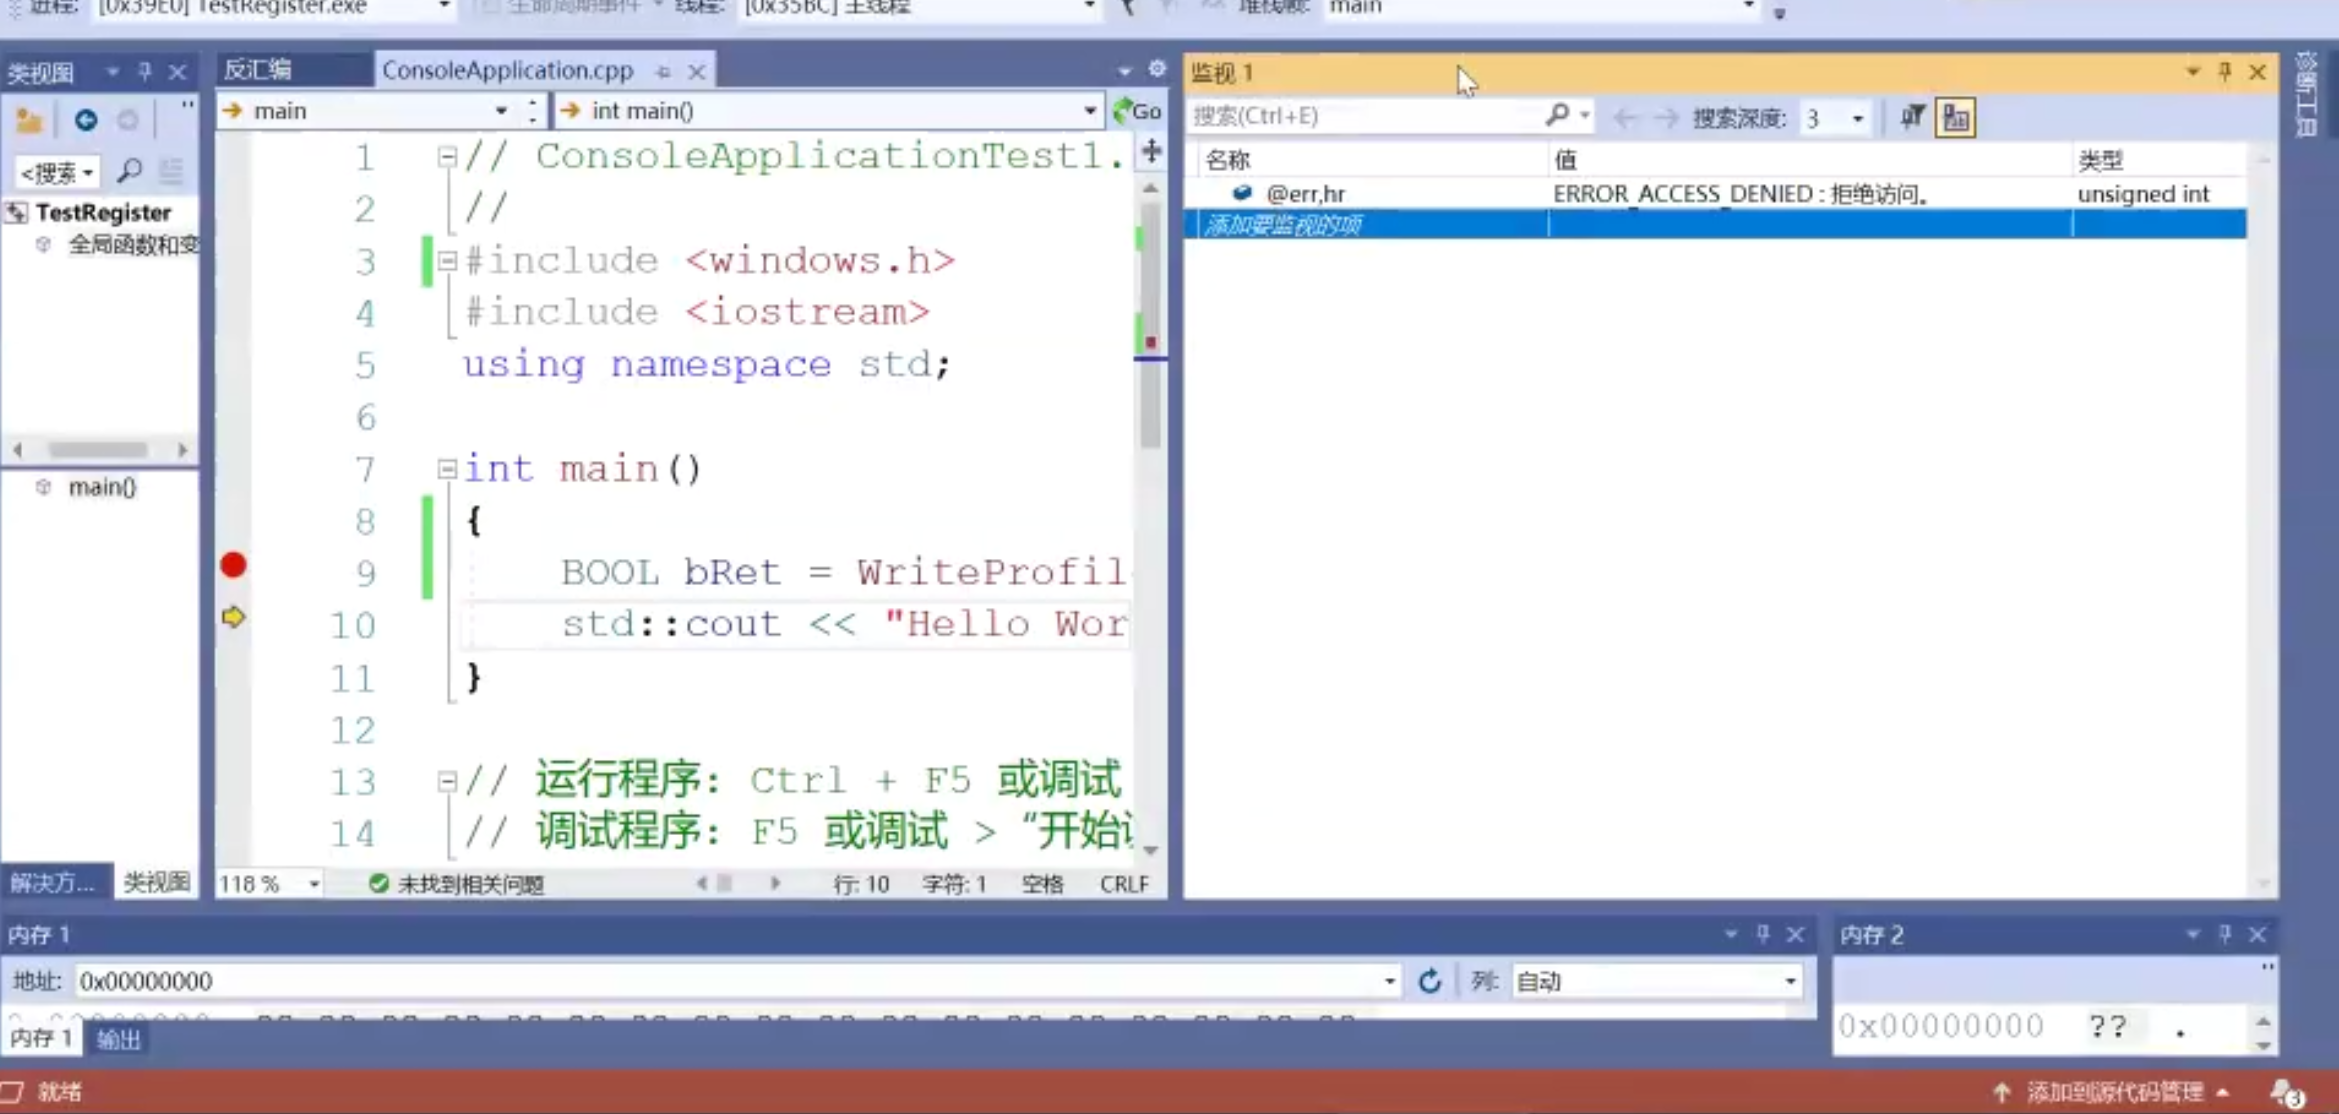 进程: [0x39E0] TestRegister.exe 生命周期事件 线程: [0x35BC] 主线程 堆栈帧: main
类视图
<搜索
TestRegister
全局函数和变
main()
解决方... 类视图
反汇编 ConsoleApplication.cpp
main int main() Go
1 // ConsoleApplicationTest1.
2 //
3 #include <windows.h>
4 #include <iostream>
5 using namespace std;
6
7 int main()
8 {
9 BOOL bRet = WriteProfil
10 std::cout << "Hello Wor
11 }
12
13 // 运行程序: Ctrl + F5 或调试
14 // 调试程序: F5 或调试 > “开始
118 % 未找到相关问题 行: 10 字符: 1 空格 CRLF
监视 1
搜索(Ctrl+E) 搜索深度: 3
名称 值 类型
@err,hr ERROR_ACCESS_DENIED : 拒绝访问。 unsigned int
添加要监视的项
诊断工具
内存 1
地址: 0x00000000 列: 自动
内存 1 输出
内存 2
0x00000000 ?? .
就绪 添加到源代码管理 3